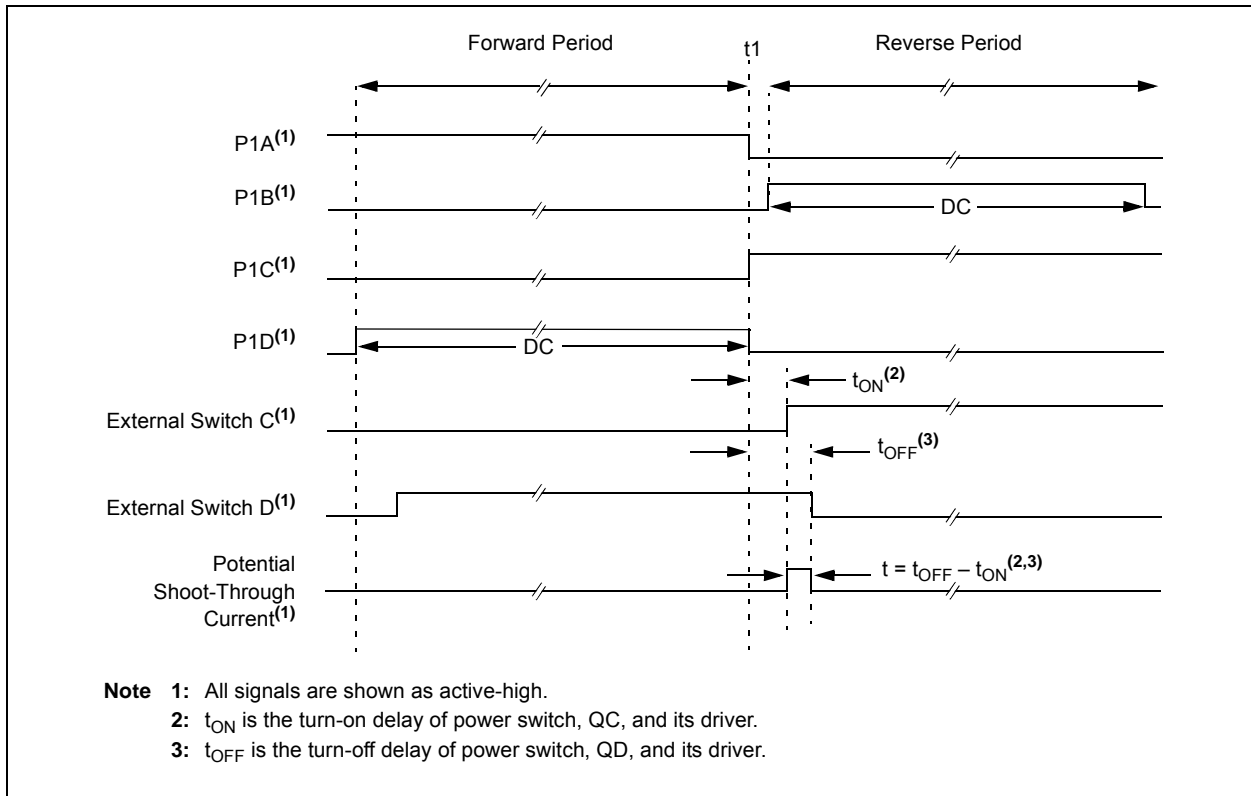 Forward Period
t1
Reverse Period
P1A(1)
P1B(1)
DC
P1C(1)
P1D(1)
DC
tON(2)
External Switch C(1)
tOFF(3)
External Switch D(1)
Potential
Shoot-Through
Current(1)
t = tOFF – tON(2,3)
Note 1: All signals are shown as active-high.
2: tON is the turn-on delay of power switch, QC, and its driver.
3: tOFF is the turn-off delay of power switch, QD, and its driver.